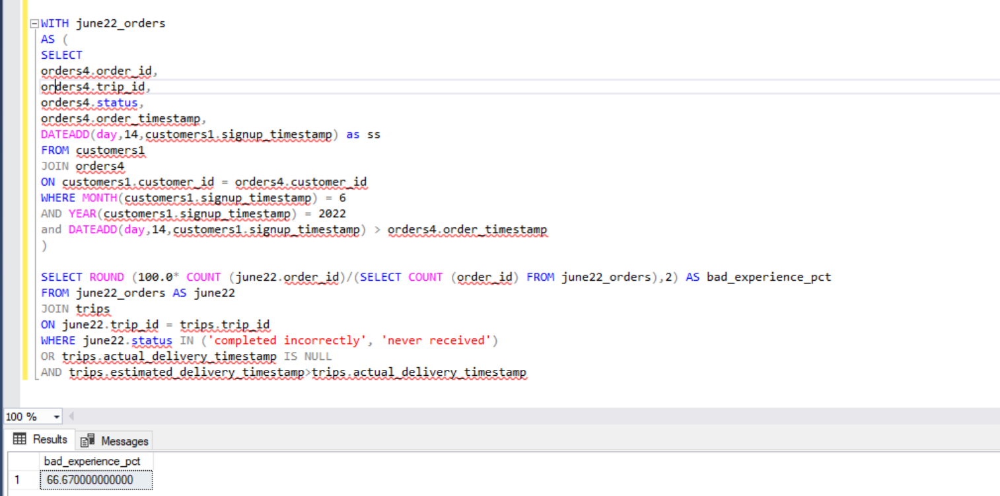 WITH june22_orders
AS (
SELECT
orders4.order_id,
orders4.trip_id,
orders4.status,
orders4.order_timestamp,
DATEADD(day,14,customers1.signup_timestamp) as ss
FROM customers1
JOIN orders4
ON customers1.customer_id = orders4.customer_id
WHERE MONTH(customers1.signup_timestamp) = 6
AND YEAR(customers1.signup_timestamp) = 2022
and DATEADD(day,14,customers1.signup_timestamp) > orders4.order_timestamp
)
SELECT ROUND (100.0* COUNT (june22.order_id)/(SELECT COUNT (order_id) FROM june22_orders),2) AS bad_experience_pct
FROM june22_orders AS june22
JOIN trips
ON june22.trip_id = trips.trip_id
WHERE june22.status IN ('completed incorrectly', 'never received')
OR trips.actual_delivery_timestamp IS NULL
AND trips.estimated_delivery_timestamp>trips.actual_delivery_timestamp
100 %
Results Messages
bad_experience_pct
1 66.670000000000